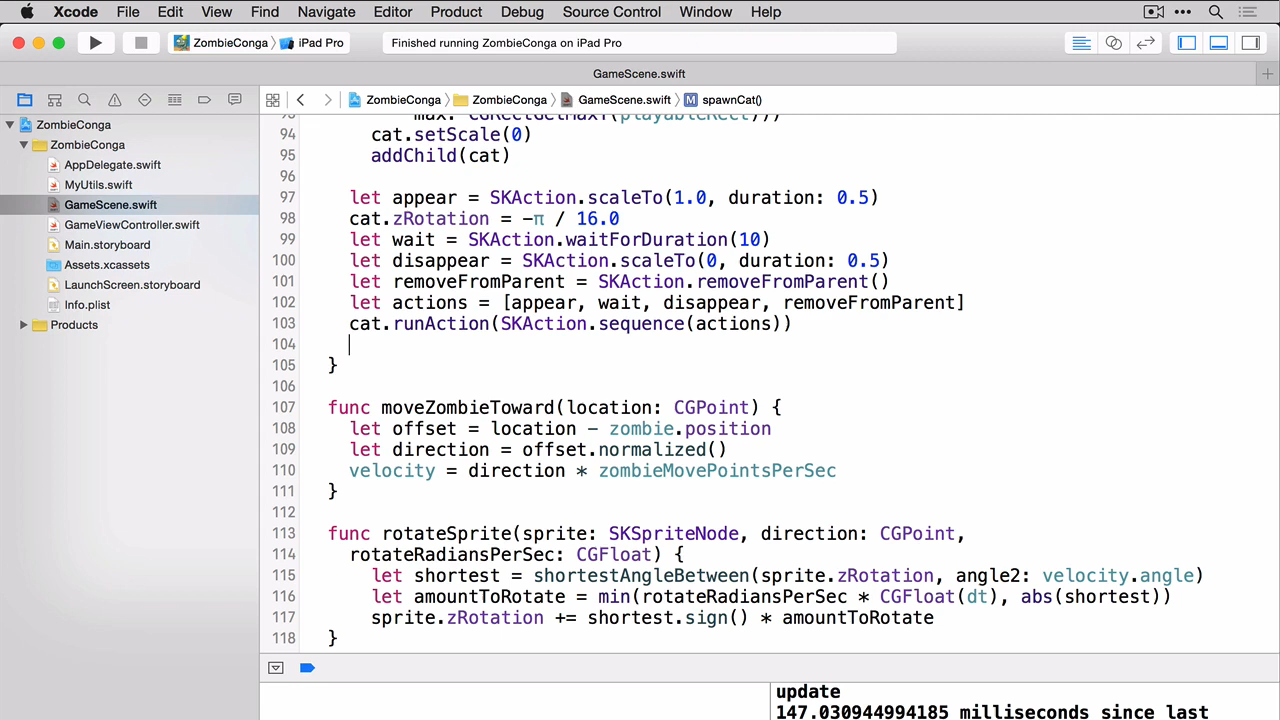 Xcode File Edit View Find Navigate Editor Product Debug Source Control Window Help
ZombieConga iPad Pro Finished running ZombieConga on iPad Pro
GameScene.swift
ZombieConga ZombieConga GameScene.swift M spawnCat()
ZombieConga
ZombieConga
AppDelegate.swift
MyUtils.swift
GameScene.swift
GameViewController.swift
Main.storyboard
Assets.xcassets
LaunchScreen.storyboard
Info.plist
Products
93 max: CGRectGetMaxY(playableRect)))
94 cat.setScale(0)
95 addChild(cat)
96
97 let appear = SKAction.scaleTo(1.0, duration: 0.5)
98 cat.zRotation = -π / 16.0
99 let wait = SKAction.waitForDuration(10)
100 let disappear = SKAction.scaleTo(0, duration: 0.5)
101 let removeFromParent = SKAction.removeFromParent()
102 let actions = [appear, wait, disappear, removeFromParent]
103 cat.runAction(SKAction.sequence(actions))
104
105 }
106
107 func moveZombieToward(location: CGPoint) {
108 let offset = location - zombie.position
109 let direction = offset.normalized()
110 velocity = direction * zombieMovePointsPerSec
111 }
112
113 func rotateSprite(sprite: SKSpriteNode, direction: CGPoint,
114 rotateRadiansPerSec: CGFloat) {
115 let shortest = shortestAngleBetween(sprite.zRotation, angle2: velocity.angle)
116 let amountToRotate = min(rotateRadiansPerSec * CGFloat(dt), abs(shortest))
117 sprite.zRotation += shortest.sign() * amountToRotate
118 }
update
147.030944994185 milliseconds since last